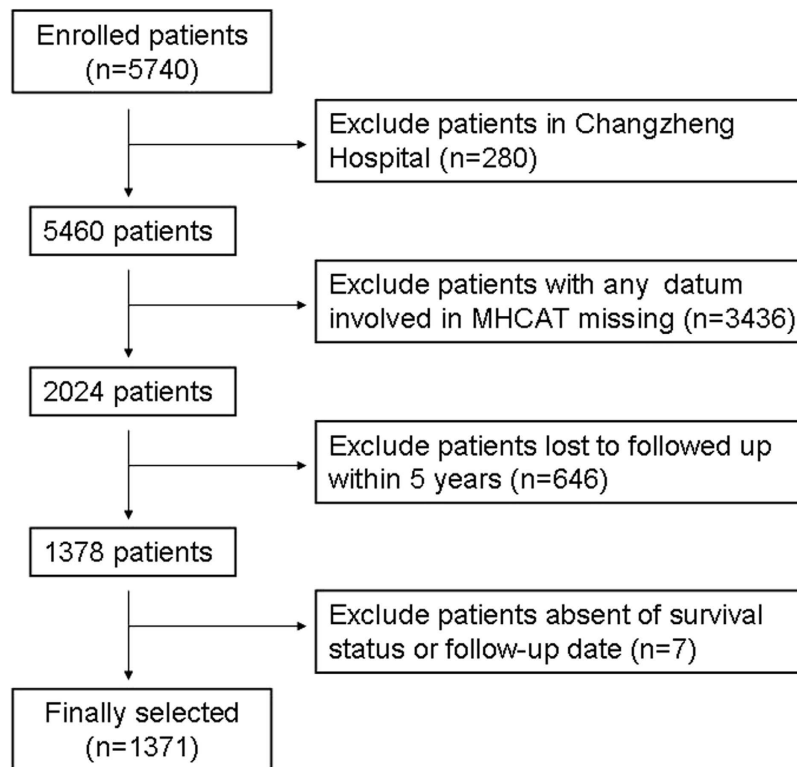 Enrolled patients
(n=5740)
Exclude patients in Changzheng
Hospital (n=280)
5460 patients
Exclude patients with any datum
involved in MHCAT missing (n=3436)
2024 patients
Exclude patients lost to followed up
within 5 years (n=646)
1378 patients
Exclude patients absent of survival
status or follow-up date (n=7)
Finally selected
(n=1371)